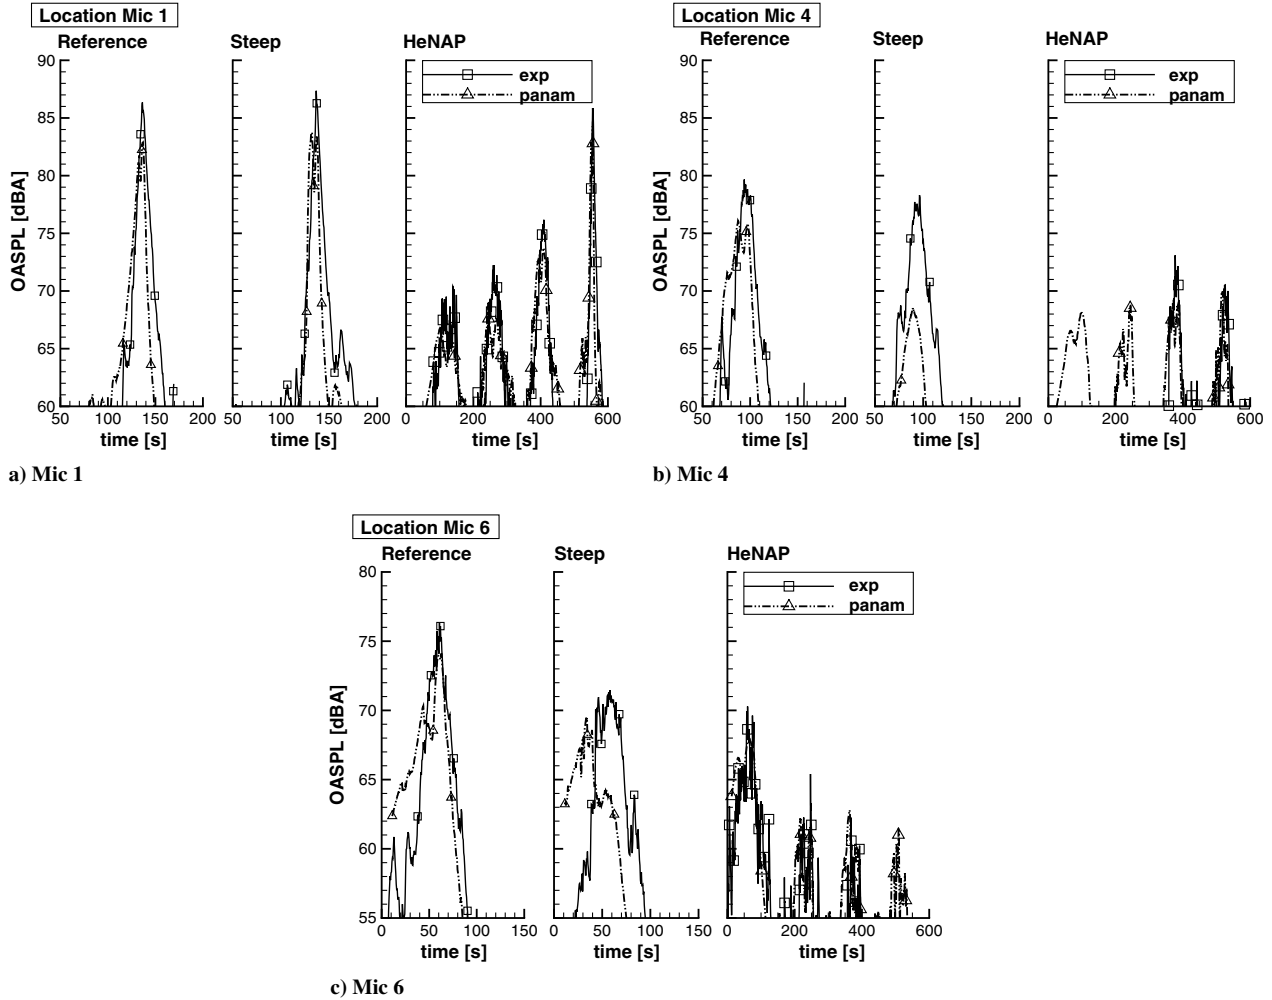 Location Mic 1
Reference
Steep
HeNAP
exp
panam
OASPL [dBA]
90
85
80
75
70
65
60
50 100 150 200
50 100 150 200
0 200 400 600
time [s]
time [s]
time [s]
a) Mic 1
Location Mic 4
Reference
Steep
HeNAP
exp
panam
OASPL [dBA]
90
85
80
75
70
65
60
50 100 150 200
50 100 150 200
0 200 400 600
time [s]
time [s]
time [s]
b) Mic 4
Location Mic 6
Reference
Steep
HeNAP
exp
panam
OASPL [dBA]
80
75
70
65
60
55
0 50 100 150
0 50 100 150
0 200 400 600
time [s]
time [s]
time [s]
c) Mic 6